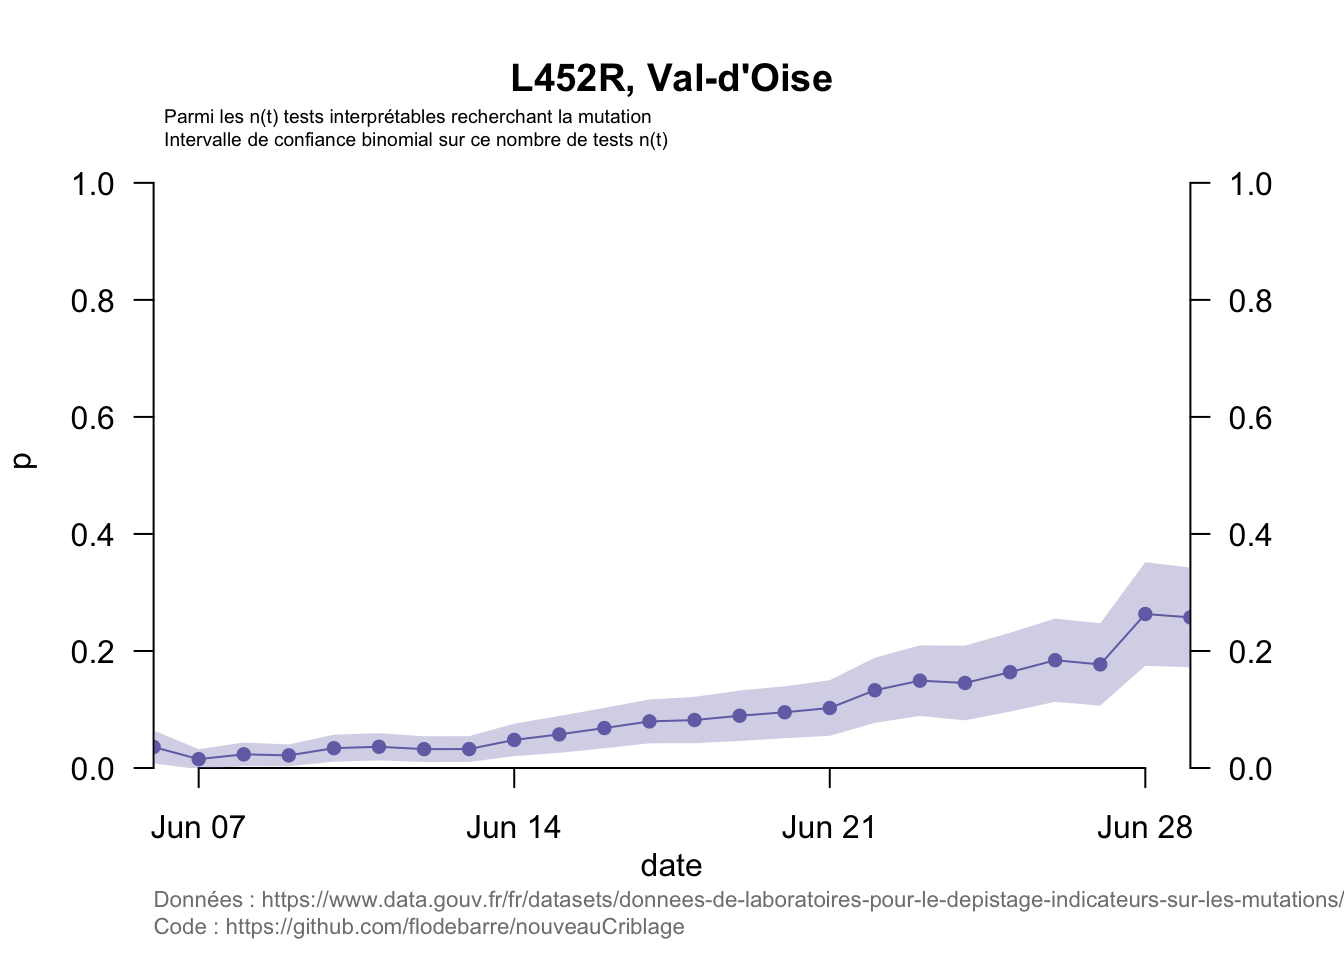 L452R, Val-d'Oise
Parmi les n(t) tests interprétables recherchant la mutation
Intervalle de confiance binomial sur ce nombre de tests n(t)
1.0
0.8
0.6
0.4
0.2
0.0
p
1.0
0.8
0.6
0.4
0.2
0.0
Jun 07 Jun 14 Jun 21 Jun 28
date
Données : https://www.data.gouv.fr/fr/datasets/donnees-de-laboratoires-pour-le-depistage-indicateurs-sur-les-mutations/
Code : https://github.com/flodebarre/nouveauCriblage